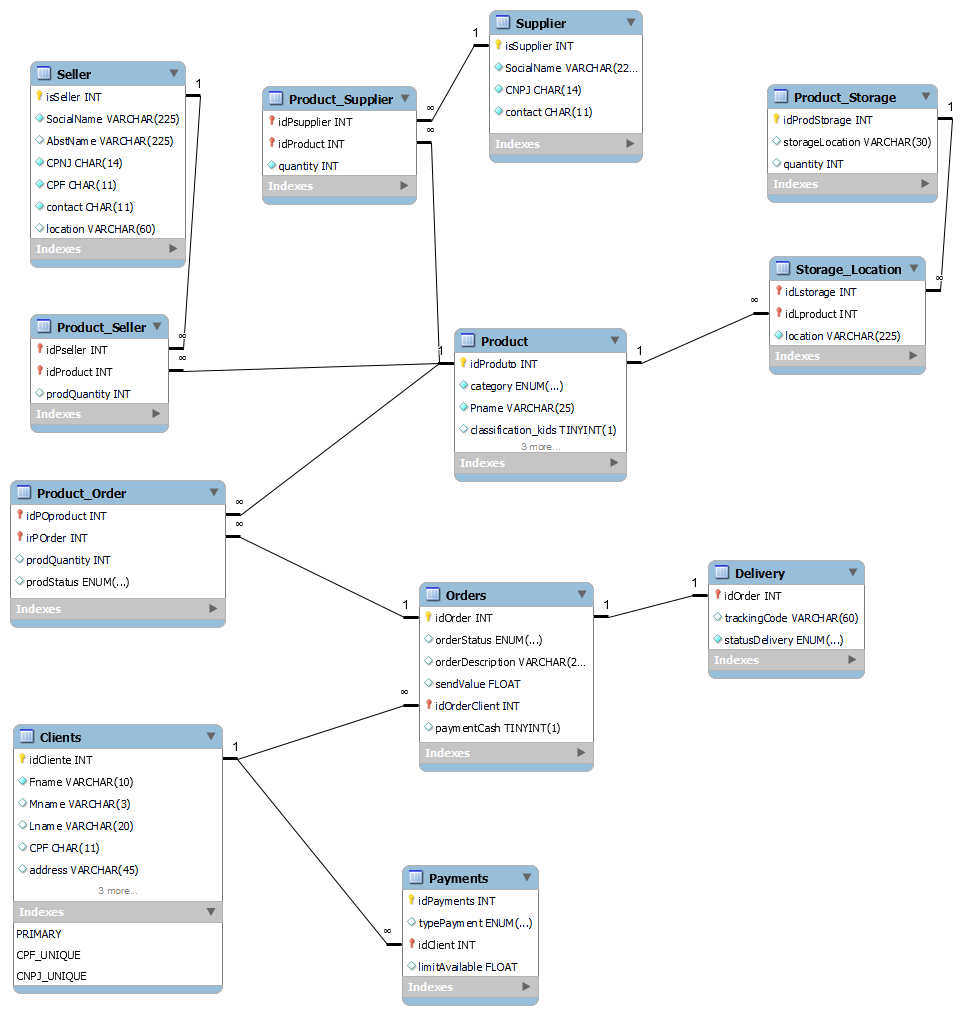 Supplier
isSupplier INT
SocialName VARCHAR(22...
CNPJ CHAR(14)
contact CHAR(11)
Indexes
1
Seller
isSeller INT
SocialName VARCHAR(225)
AbstName VARCHAR(225)
CPNJ CHAR(14)
CPF CHAR(11)
contact CHAR(11)
location VARCHAR(60)
Indexes
1
Product_Supplier
idPsupplier INT
idProduct INT
quantity INT
Indexes
∞
∞
Product_Storage
idProdStorage INT
storageLocation VARCHAR(30)
quantity INT
Indexes
1
Storage_Location
idLstorage INT
idLproduct INT
location VARCHAR(225)
Indexes
∞
∞
Product_Seller
idPseller INT
idProduct INT
prodQuantity INT
Indexes
∞
∞
Product
idProduto INT
category ENUM(...)
Pname VARCHAR(25)
classification_kids TINYINT(1)
3 more...
Indexes
1
1
Product_Order
idPOproduct INT
irPOrder INT
prodQuantity INT
prodStatus ENUM(...)
Indexes
∞
∞
Orders
idOrder INT
orderStatus ENUM(...)
orderDescription VARCHAR(2...
sendValue FLOAT
idOrderClient INT
paymentCash TINYINT(1)
Indexes
1
1
∞
Delivery
idOrder INT
trackingCode VARCHAR(60)
statusDelivery ENUM(...)
Indexes
1
Clients
idCliente INT
Fname VARCHAR(10)
Mname VARCHAR(3)
Lname VARCHAR(20)
CPF CHAR(11)
address VARCHAR(45)
3 more...
Indexes
PRIMARY
CPF_UNIQUE
CNPJ_UNIQUE
1
Payments
idPayments INT
typePayment ENUM(...)
idClient INT
limitAvailable FLOAT
Indexes
∞